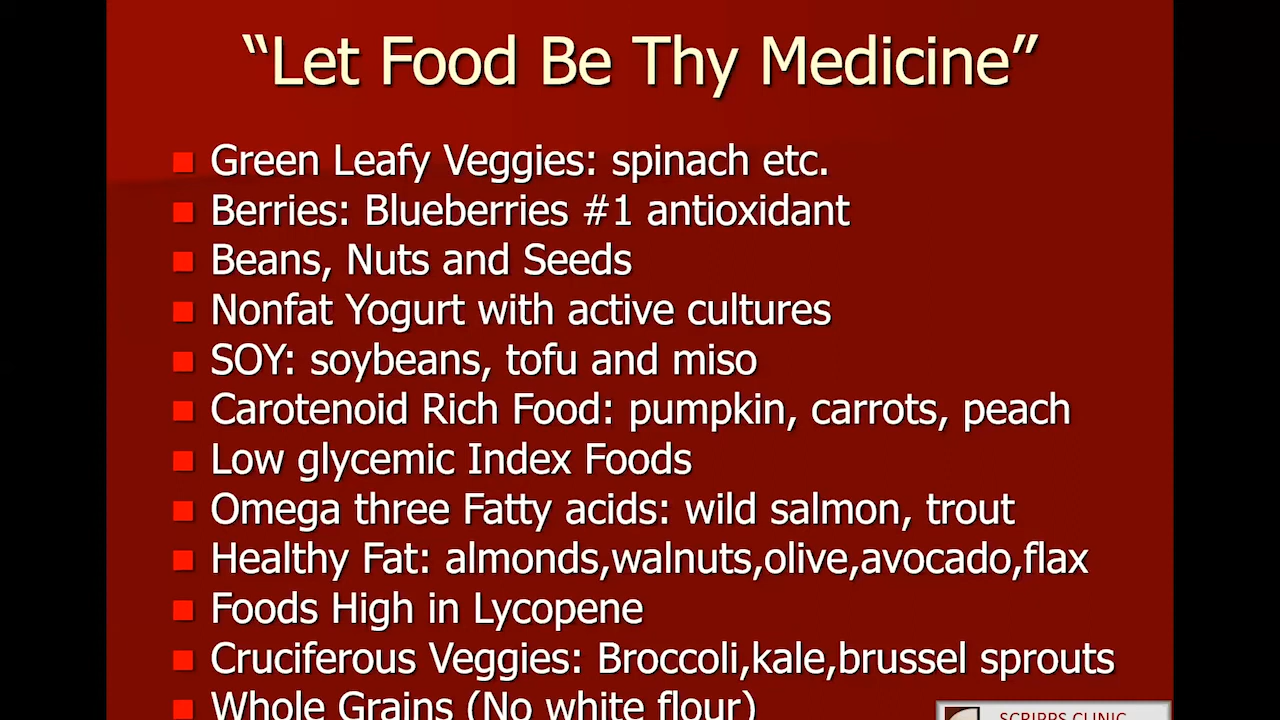 “Let Food Be Thy Medicine”
Green Leafy Veggies: spinach etc.
Berries: Blueberries #1 antioxidant
Beans, Nuts and Seeds
Nonfat Yogurt with active cultures
SOY: soybeans, tofu and miso
Carotenoid Rich Food: pumpkin, carrots, peach
Low glycemic Index Foods
Omega three Fatty acids: wild salmon, trout
Healthy Fat: almonds,walnuts,olive,avocado,flax
Foods High in Lycopene
Cruciferous Veggies: Broccoli,kale,brussel sprouts
Whole Grains (No white flour)
SCRIPPS CLINIC